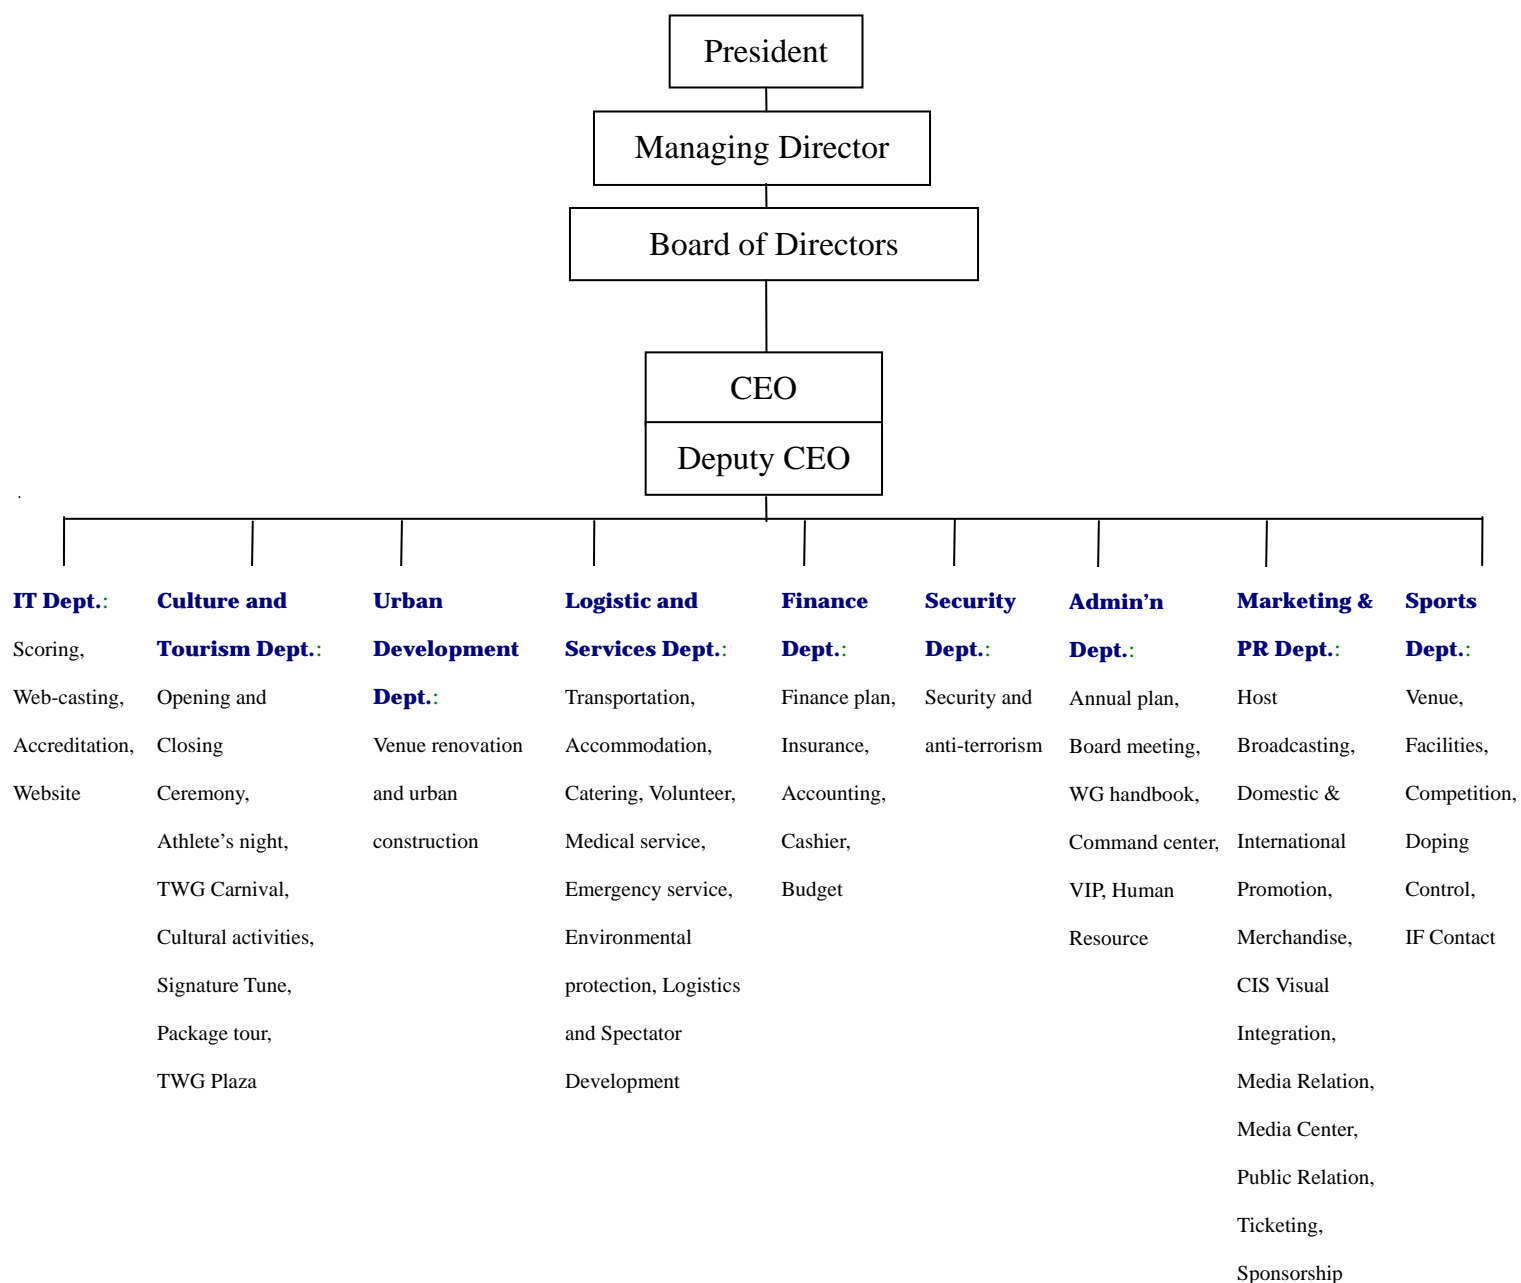 President
Managing Director
Board of Directors
CEO
Deputy CEO
.
IT Dept.:
Scoring,
Web-casting,
Accreditation,
Website
Culture and
Tourism Dept.:
Opening and
Closing
Ceremony,
Athlete’s night,
TWG Carnival,
Cultural activities,
Signature Tune,
Package tour,
TWG Plaza
Urban
Development
Dept.:
Venue renovation
and urban
construction
Logistic and
Services Dept.:
Transportation,
Accommodation,
Catering, Volunteer,
Medical service,
Emergency service,
Environmental
protection, Logistics
and Spectator
Development
Finance
Dept.:
Finance plan,
Insurance,
Accounting,
Cashier,
Budget
Security
Dept.:
Security and
anti-terrorism
Admin’n
Dept.:
Annual plan,
Board meeting,
WG handbook,
Command center,
VIP, Human
Resource
Marketing &
PR Dept.:
Host
Broadcasting,
Domestic &
International
Promotion,
Merchandise,
CIS Visual
Integration,
Media Relation,
Media Center,
Public Relation,
Ticketing,
Sponsorship
Sports
Dept.:
Venue,
Facilities,
Competition,
Doping
Control,
IF Contact